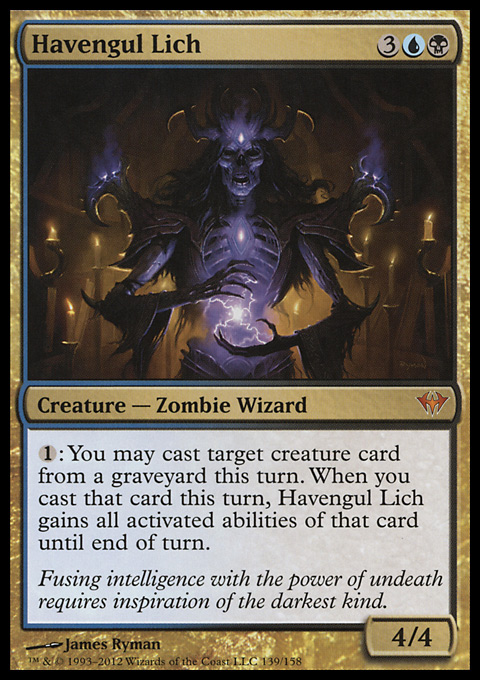 Havengul Lich 3
Creature — Zombie Wizard
1: You may cast target creature card
from a graveyard this turn. When you
cast that card this turn, Havengul Lich
gains all activated abilities of that card
until end of turn.
Fusing intelligence with the power of undeath
requires inspiration of the darkest kind.
James Ryman
4/4
™ & © 1993–2012 Wizards of the Coast LLC 139/158